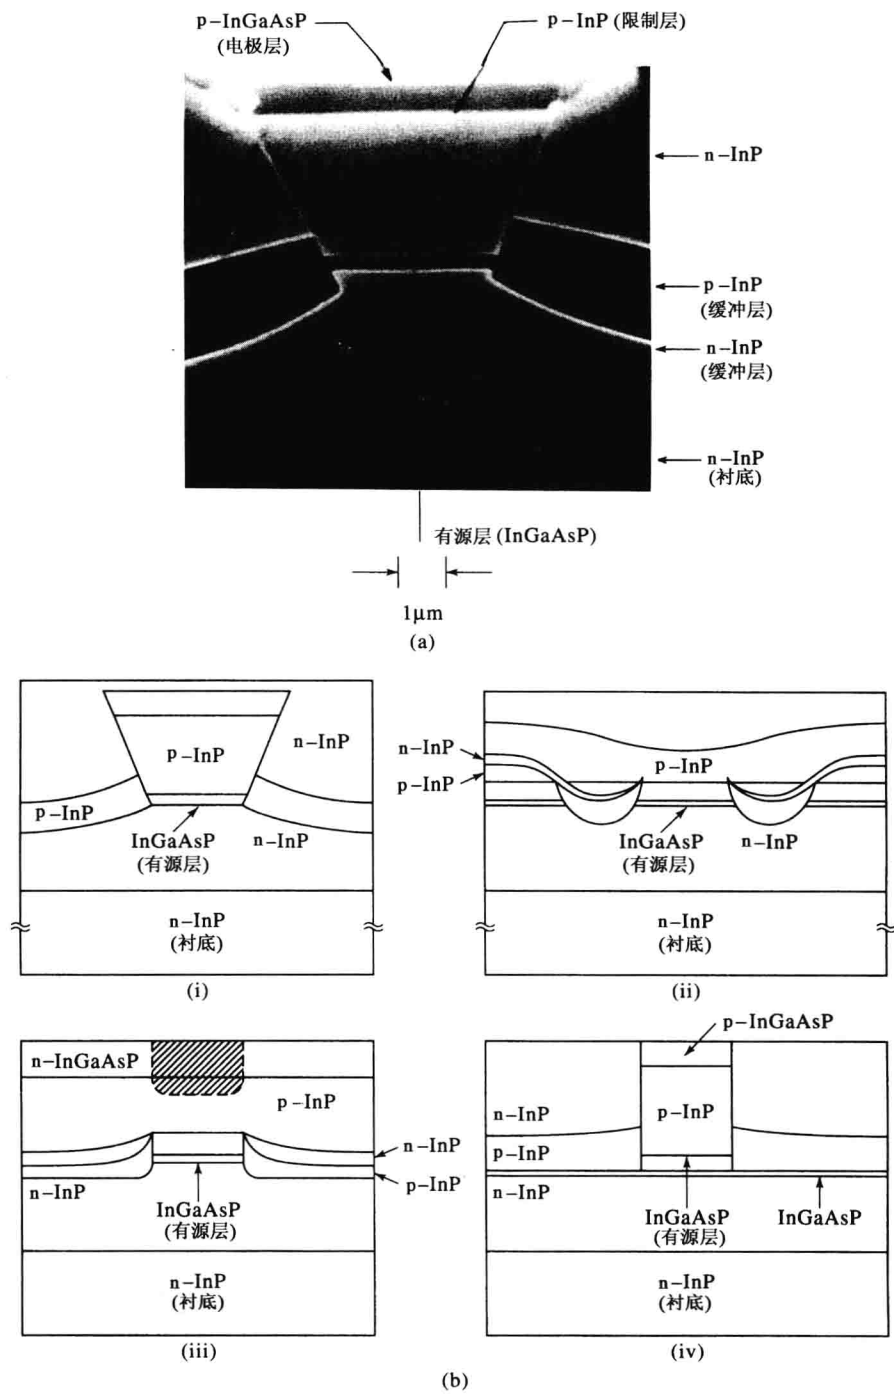 p-InGaAsP
(电极层)
p-InP (限制层)
n-InP
p-InP
(缓冲层)
n-InP
(缓冲层)
n-InP
(衬底)
有源层 (InGaAsP)
1μm
(a)
p-InP
n-InP
p-InP
InGaAsP
(有源层)
n-InP
n-InP
(衬底)
(i)
n-InP
p-InP
p-InP
InGaAsP
(有源层)
n-InP
n-InP
(衬底)
(ii)
n-InGaAsP
p-InP
n-InP
n-InP
p-InP
InGaAsP
(有源层)
n-InP
(衬底)
(iii)
p-InGaAsP
n-InP
p-InP
p-InP
n-InP
InGaAsP
(有源层)
InGaAsP
n-InP
(衬底)
(iv)
(b)